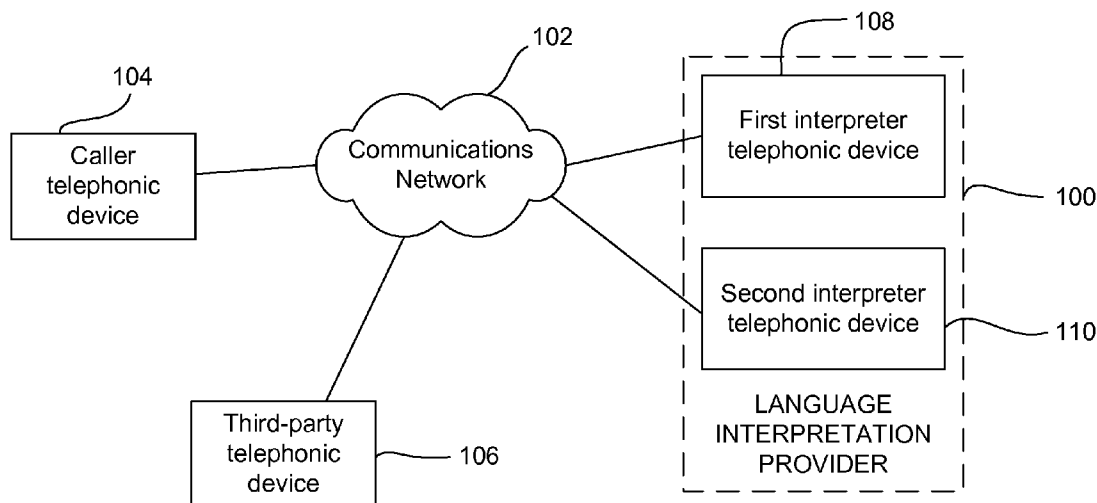 102
108
104
Caller
telephonic
device
Communications
Network
First interpreter
telephonic device
100
Second interpreter
telephonic device
110
Third-party
telephonic
device
106
LANGUAGE
INTERPRETATION
PROVIDER